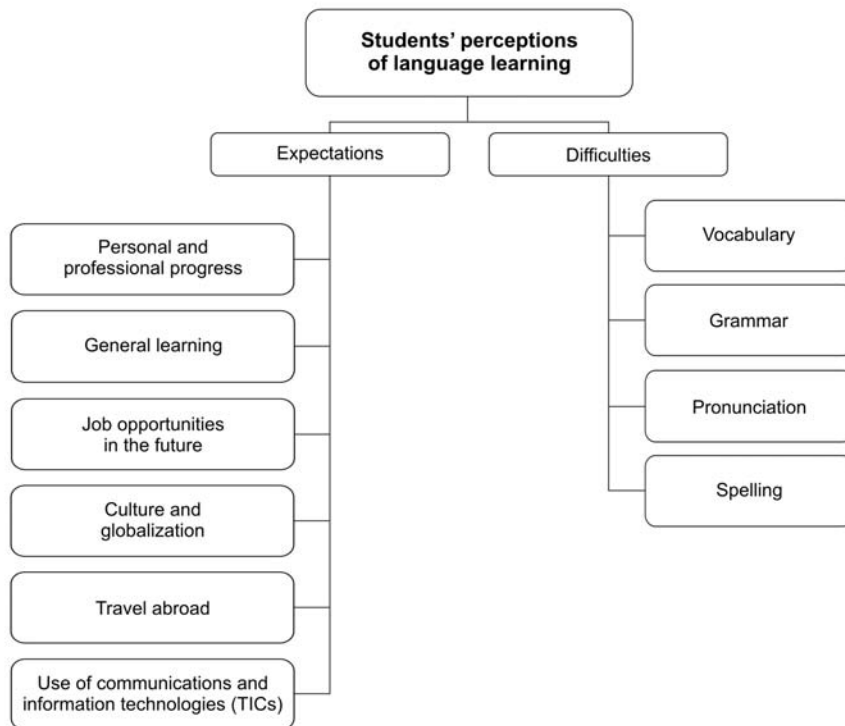 Students’ perceptions
of language learning
Expectations
Difficulties
Personal and
professional progress
General learning
Job opportunities
in the future
Culture and
globalization
Travel abroad
Use of communications and
information technologies (TICs)
Vocabulary
Grammar
Pronunciation
Spelling